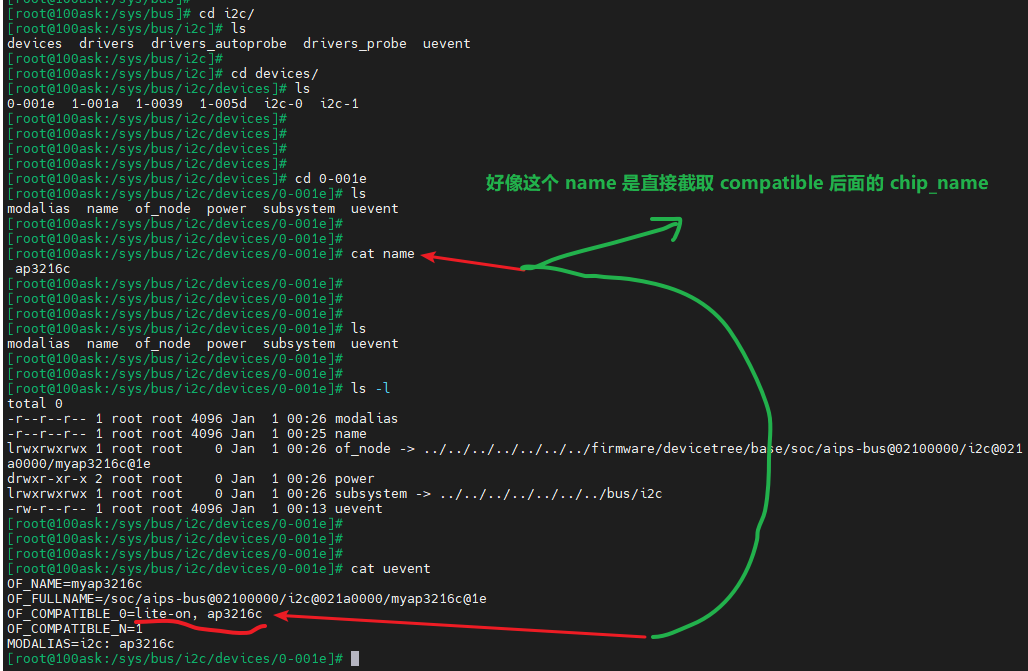 [root@100ask:/sys/bus]#
[root@100ask:/sys/bus]# cd i2c/
[root@100ask:/sys/bus/i2c]# ls
devices  drivers  drivers_autoprobe  drivers_probe  uevent
[root@100ask:/sys/bus/i2c]#
[root@100ask:/sys/bus/i2c]# cd devices/
[root@100ask:/sys/bus/i2c/devices]# ls
0-001e  1-001a  1-0039  1-005d  i2c-0  i2c-1
[root@100ask:/sys/bus/i2c/devices]#
[root@100ask:/sys/bus/i2c/devices]#
[root@100ask:/sys/bus/i2c/devices]#
[root@100ask:/sys/bus/i2c/devices]#
[root@100ask:/sys/bus/i2c/devices]# cd 0-001e
好像这个 name 是直接截取 compatible 后面的 chip_name
[root@100ask:/sys/bus/i2c/devices/0-001e]# ls
modalias  name  of_node  power  subsystem  uevent
[root@100ask:/sys/bus/i2c/devices/0-001e]#
[root@100ask:/sys/bus/i2c/devices/0-001e]#
[root@100ask:/sys/bus/i2c/devices/0-001e]# cat name
 ap3216c
[root@100ask:/sys/bus/i2c/devices/0-001e]#
[root@100ask:/sys/bus/i2c/devices/0-001e]#
[root@100ask:/sys/bus/i2c/devices/0-001e]#
[root@100ask:/sys/bus/i2c/devices/0-001e]# ls
modalias  name  of_node  power  subsystem  uevent
[root@100ask:/sys/bus/i2c/devices/0-001e]#
[root@100ask:/sys/bus/i2c/devices/0-001e]#
[root@100ask:/sys/bus/i2c/devices/0-001e]# ls -l
total 0
-r--r--r-- 1 root root 4096 Jan  1 00:26 modalias
-r--r--r-- 1 root root 4096 Jan  1 00:25 name
lrwxrwxrwx 1 root root    0 Jan  1 00:26 of_node -> ../../../../../../../firmware/devicetree/base/soc/aips-bus@02100000/i2c@021
a0000/myap3216c@1e
drwxr-xr-x 2 root root    0 Jan  1 00:26 power
lrwxrwxrwx 1 root root    0 Jan  1 00:26 subsystem -> ../../../../../../../bus/i2c
-rw-r--r-- 1 root root 4096 Jan  1 00:13 uevent
[root@100ask:/sys/bus/i2c/devices/0-001e]#
[root@100ask:/sys/bus/i2c/devices/0-001e]#
[root@100ask:/sys/bus/i2c/devices/0-001e]#
[root@100ask:/sys/bus/i2c/devices/0-001e]# cat uevent
OF_NAME=myap3216c
OF_FULLNAME=/soc/aips-bus@02100000/i2c@021a0000/myap3216c@1e
OF_COMPATIBLE_0=lite-on, ap3216c
OF_COMPATIBLE_N=1
MODALIAS=i2c: ap3216c
[root@100ask:/sys/bus/i2c/devices/0-001e]#